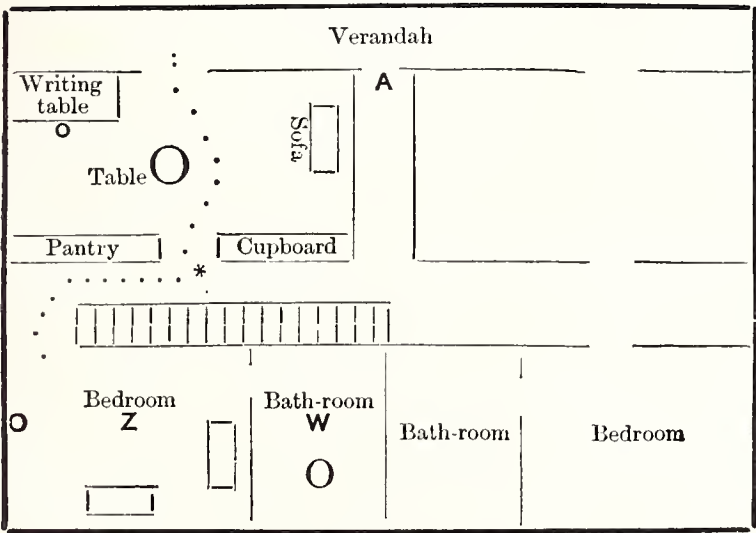 Verandah
A
Writing
table
Sofa
Table
Pantry
Cupboard
*
Bedroom
Z
Bath-room
W
Bath-room
Bedroom